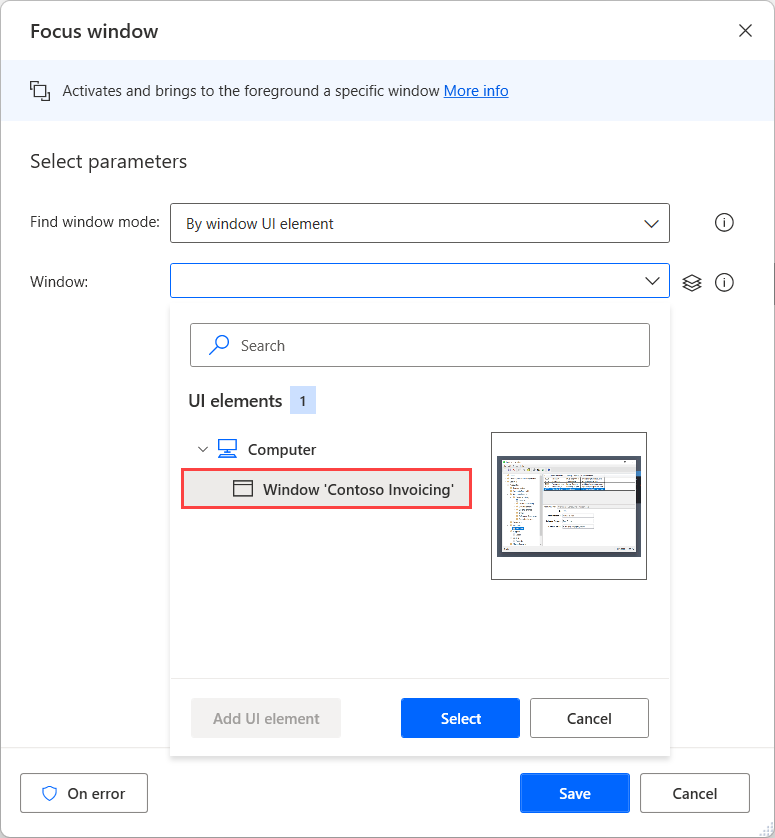 Focus window
Activates and brings to the foreground a specific window More info
Select parameters
Find window mode: By window UI element
Window:
Search
UI elements 1
Computer
Window 'Contoso Invoicing'
Add UI element Select Cancel
On error Save Cancel